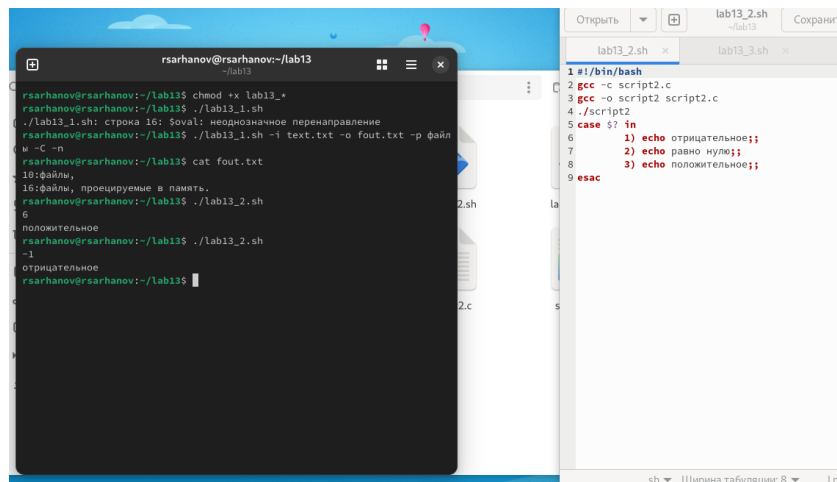 rsarhanov@rsarhanov:~/lab13
~/lab13
rsarhanov@rsarhanov:~/lab13$ chmod +x lab13_*
rsarhanov@rsarhanov:~/lab13$ ./lab13_1.sh
./lab13_1.sh: строка 16: $oval: неоднозначное перенаправление
rsarhanov@rsarhanov:~/lab13$ ./lab13_1.sh -i text.txt -o fout.txt -p файл
ы -C -n
rsarhanov@rsarhanov:~/lab13$ cat fout.txt
10:файлы,
16:файлы, проецируемые в память.
rsarhanov@rsarhanov:~/lab13$ ./lab13_2.sh
6
положительное
rsarhanov@rsarhanov:~/lab13$ ./lab13_2.sh
-1
отрицательное
rsarhanov@rsarhanov:~/lab13$
2.sh
la
2.c
s
Открыть
lab13_2.sh
~/lab13
Сохрани
lab13_2.sh ×
lab13_3.sh ×
1 #!/bin/bash
2 gcc -c script2.c
3 gcc -o script2 script2.c
4 ./script2
5 case $? in
6 1) echo отрицательное;;
7 2) echo равно нулю;;
8 3) echo положительное;;
9 esac
sh
Ширина табуляции: 8